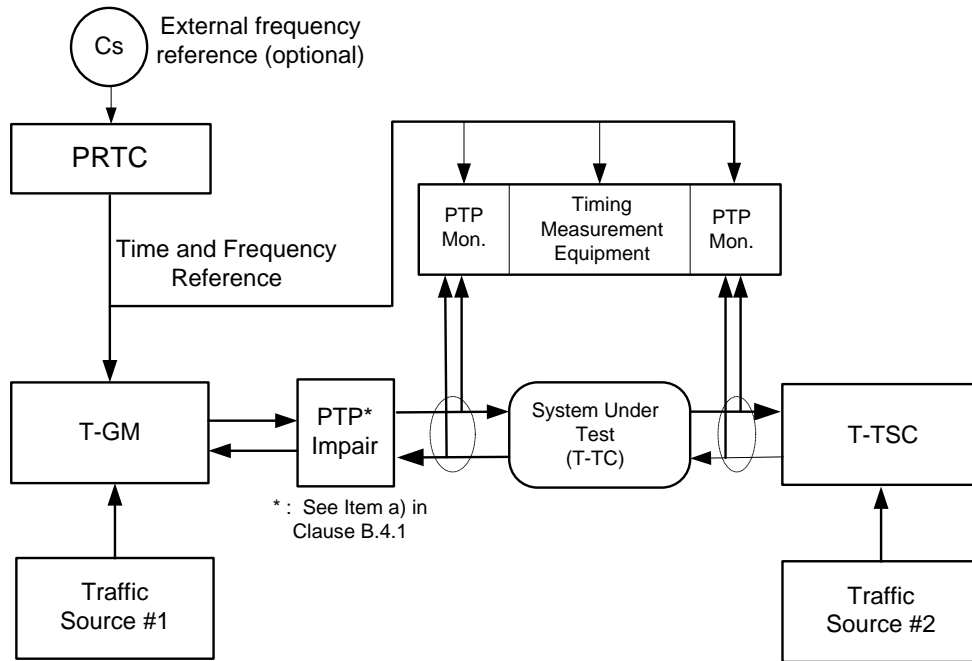 Cs
External frequency
reference (optional)
PRTC
Time and Frequency
Reference
PTP
Mon.
Timing
Measurement
Equipment
PTP
Mon.
T-GM
PTP*
Impair
System Under
Test
(T-TC)
T-TSC
* : See Item a) in
Clause B.4.1
Traffic
Source #1
Traffic
Source #2